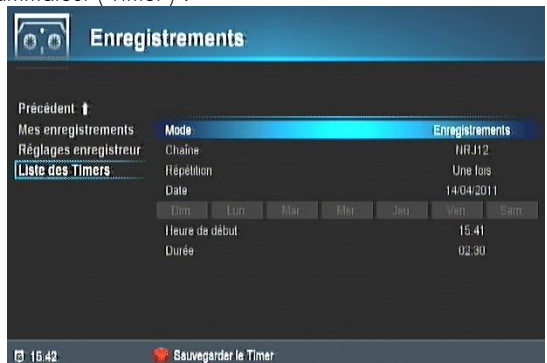 Enregistrements
Précédent
Mes enregistrements
Réglages enregistreur
Liste des Timers
Mode Enregistrements
Chaîne NRJ12
Répétition Une fois
Date 14/04/2011
Dim Lun Mar Mer Jeu Ven Sam
Heure de début 15:41
Durée 02:30
15:42 Sauvegarder le Timer